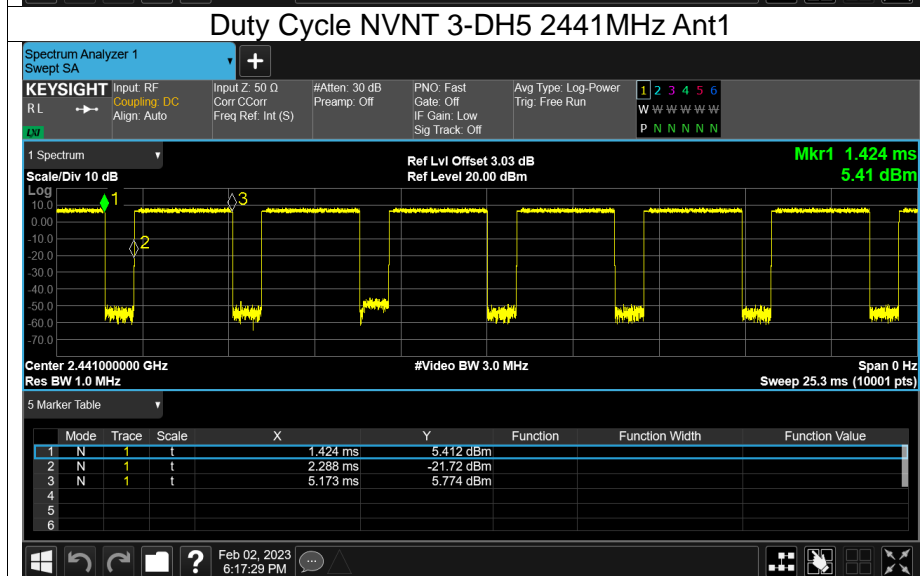 Duty Cycle NVNT 3-DH5 2441MHz Ant1
Spectrum Analyzer 1
Swept SA
+
KEYSIGHT Input: RF Input Z: 50 Ω #Atten: 30 dB PNO: Fast Avg Type: Log-Power 1 2 3 4 5 6
R L Coupling: DC Corr CCorr Preamp: Off Gate: Off Trig: Free Run W W W W W W
Align: Auto Freq Ref: Int (S) IF Gain: Low
LXI Sig Track: Off P N N N N N
1 Spectrum Ref Lvl Offset 3.03 dB Mkr1 1.424 ms
Scale/Div 10 dB Ref Level 20.00 dBm 5.41 dBm
Log
10.0
0.00
-10.0
-20.0
-30.0
-40.0
-50.0
-60.0
-70.0
1
2
3
Center 2.441000000 GHz #Video BW 3.0 MHz Span 0 Hz
Res BW 1.0 MHz Sweep 25.3 ms (10001 pts)
5 Marker Table
Mode Trace Scale X Y Function Function Width Function Value
1 N 1 t 1.424 ms 5.412 dBm
2 N 1 t 2.288 ms -21.72 dBm
3 N 1 t 5.173 ms 5.774 dBm
4
5
6
? Feb 02, 2023
6:17:29 PM